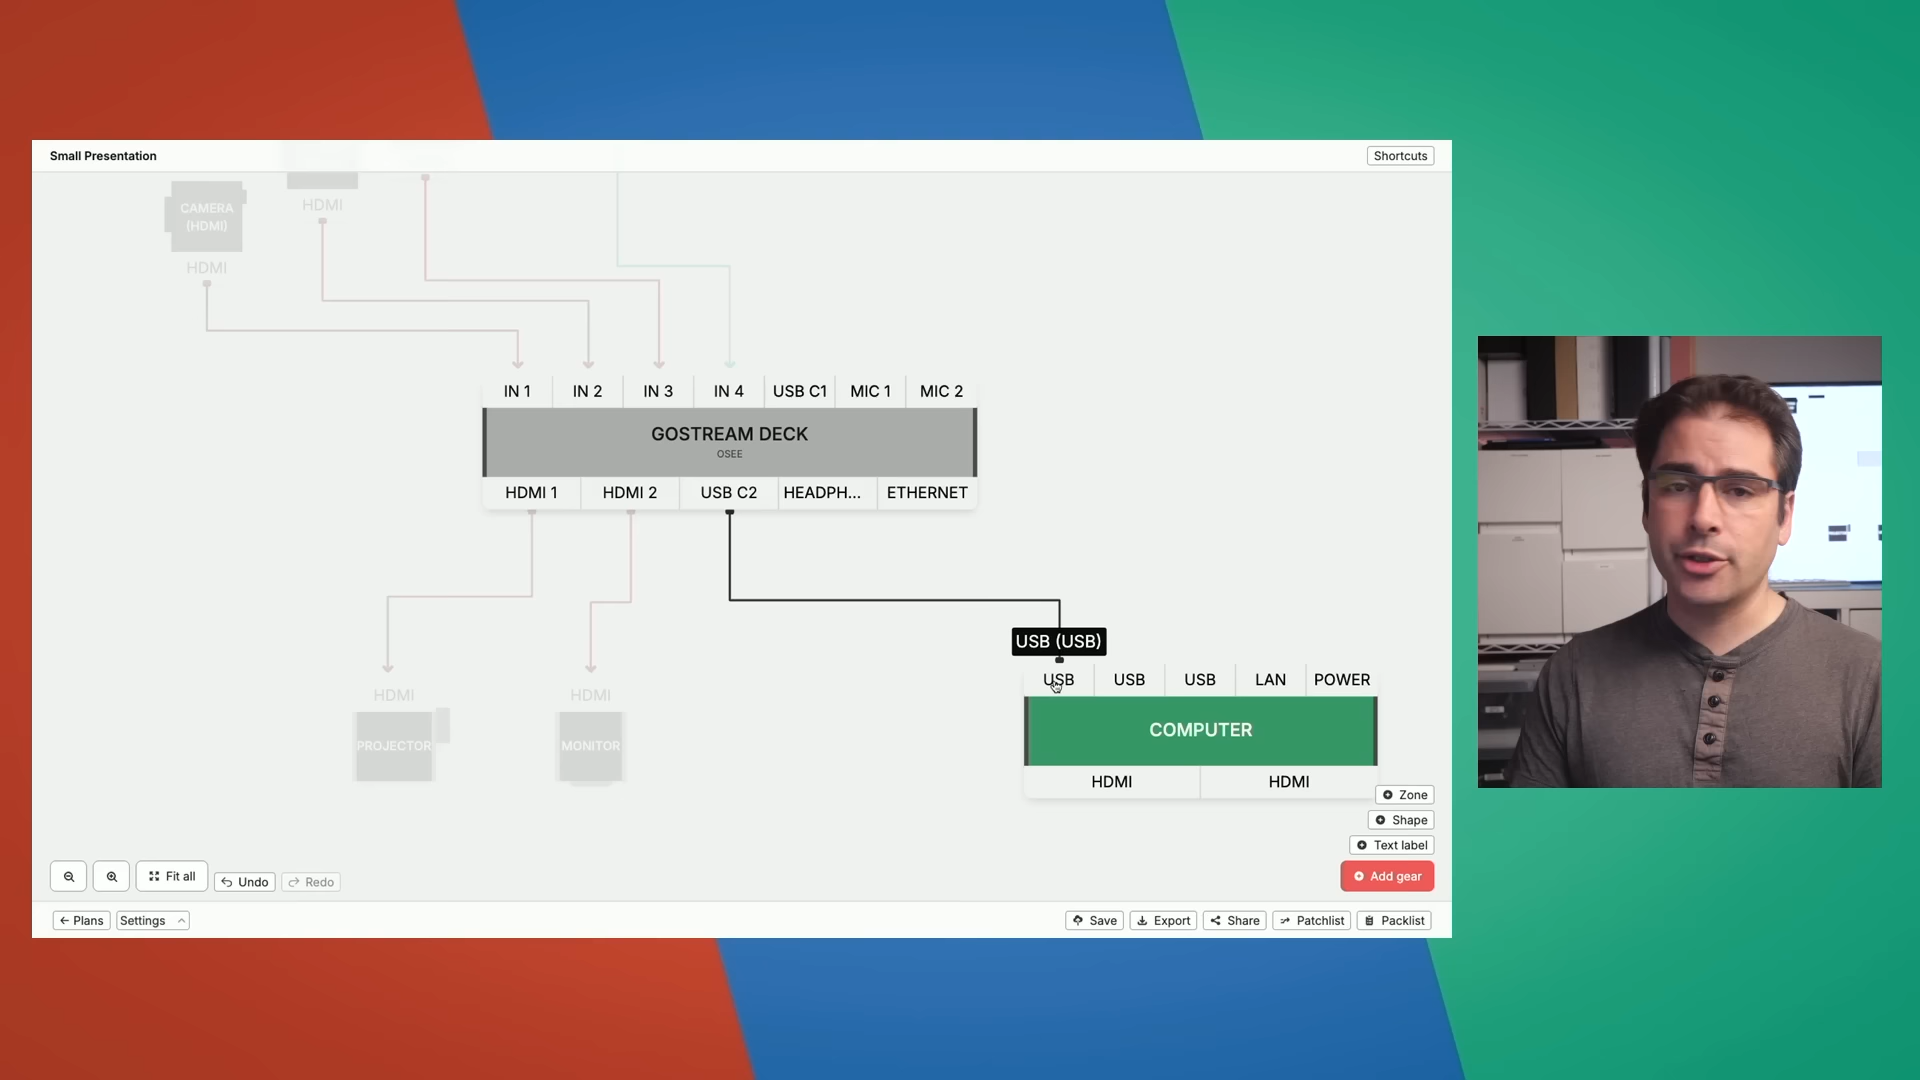 Small Presentation
Shortcuts
CAMERA
(HDMI)
HDMI
HDMI
IN 1
IN 2
IN 3
IN 4
USB C1
MIC 1
MIC 2
GOSTREAM DECK
OSEE
HDMI 1
HDMI 2
USB C2
HEADPH...
ETHERNET
USB (USB)
USB
USB
USB
LAN
POWER
COMPUTER
HDMI
HDMI
HDMI
PROJECTOR
HDMI
MONITOR
Zone
Shape
Text label
Add gear
Fit all
Undo
Redo
Plans
Settings
Save
Export
Share
Patchlist
Packlist